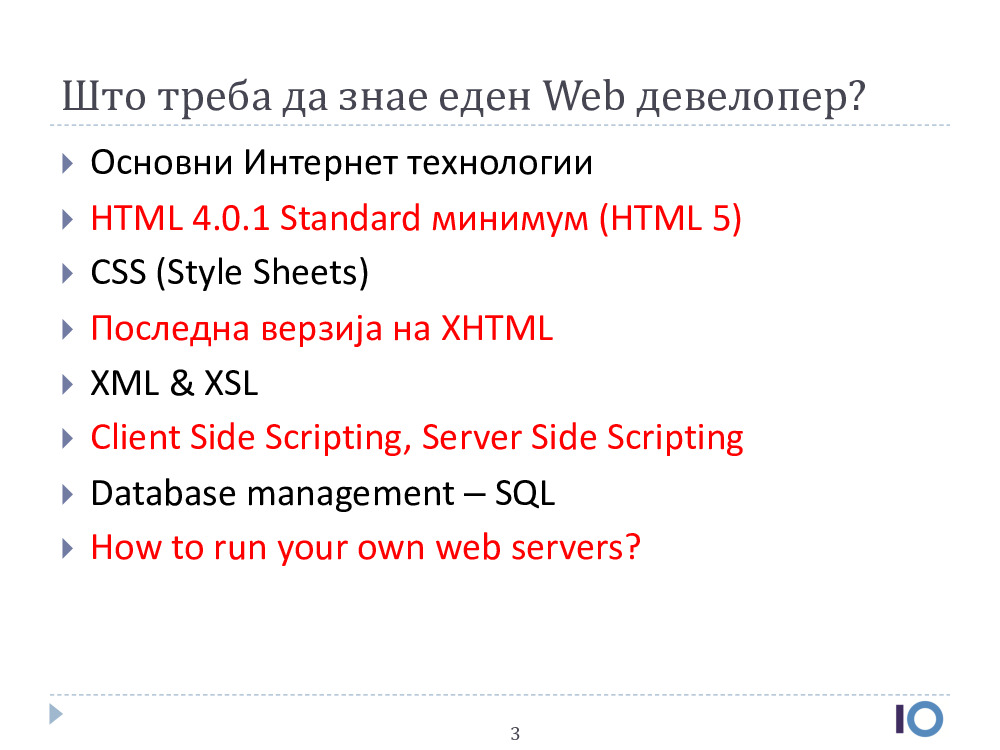 Што треба да знае еден Web девелопер?
Основни Интернет технологии
HTML 4.0.1 Standard минимум (HTML 5)
CSS (Style Sheets)
Последна верзија на XHTML
XML & XSL
Client Side Scripting, Server Side Scripting
Database management – SQL
How to run your own web servers?
3
IO